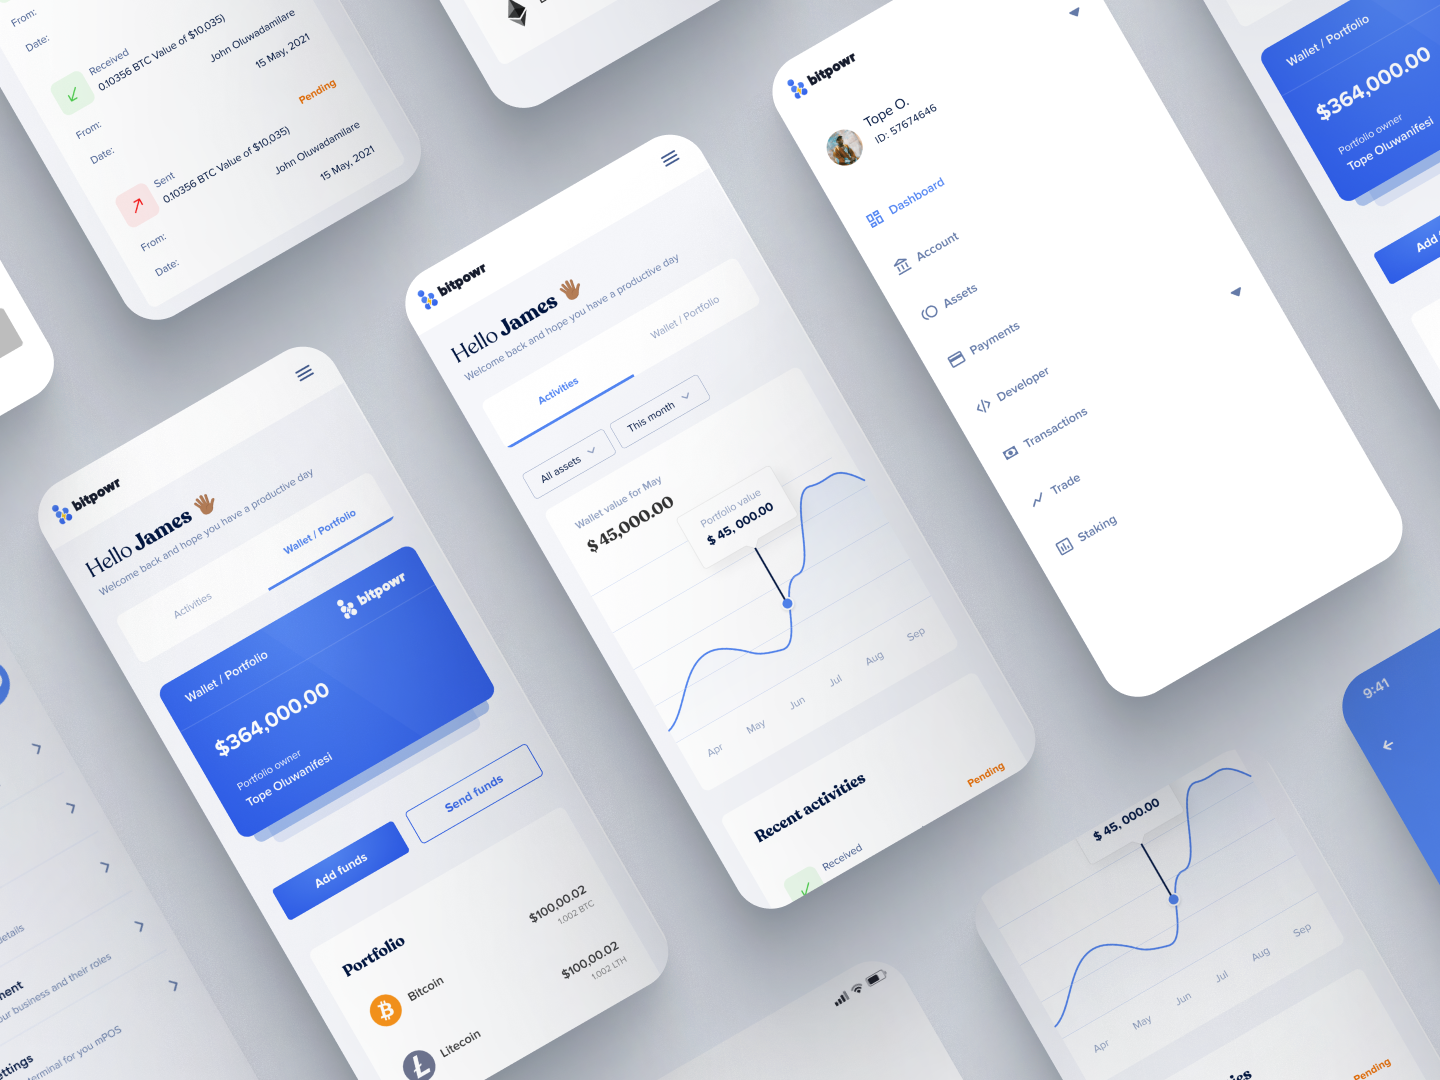 From:
Date:
Received
0.10356 BTC Value of $10,035)
John Oluwadamilare
15 May, 2021
From:
Date:
Pending
Sent
0.10356 BTC Value of $10,035)
John Oluwadamilare
15 May, 2021
From:
Date:
bitpowr
Hello James 👋🏽
Welcome back and hope you have a productive day
Activities
Wallet / Portfolio
bitpowr
Wallet / Portfolio
$364,000.00
Portfolio owner
Tope Oluwanifesi
Add funds
Send funds
Portfolio
Bitcoin
$100,00.02
1.002 BTC
Litecoin
$100,00.02
1.002 LTH
bitpowr
Hello James 👋🏽
Welcome back and hope you have a productive day
Activities
Wallet / Portfolio
All assets
This month
Wallet value for May
$45,000.00
Portfolio value
$ 45, 000.00
Apr
May
Jun
Jul
Aug
Sep
Recent activities
Pending
Received
bitpowr
Tope O.
ID: 57674646
Dashboard
Account
Assets
Payments
Developer
Transactions
Trade
Staking
Wallet / Portfolio
$364,000.00
Portfolio owner
Tope Oluwanifesi
Add
9:41
$ 45, 000.00
Apr
May
Jun
Jul
Aug
Sep
Pending
details
our business and their roles
terminal for you mPOS